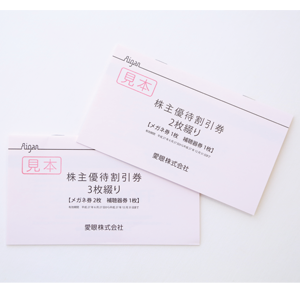 Aigan
見本
株主優待割引券
2枚綴り
【メガネ券 1枚 補聴器券 1枚】
愛眼株式会社
Aigan
見本
株主優待割引券
3枚綴り
【メガネ券 2枚 補聴器券 1枚】
愛眼株式会社